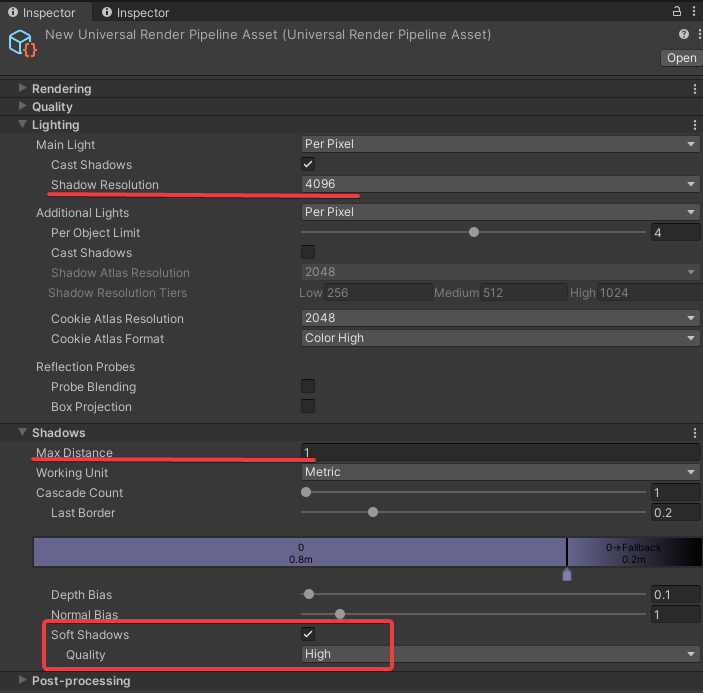 Inspector Inspector
New Universal Render Pipeline Asset (Universal Render Pipeline Asset)
Open
Rendering
Quality
Lighting
Main Light Per Pixel
Cast Shadows
Shadow Resolution 4096
Additional Lights Per Pixel
Per Object Limit 4
Cast Shadows
Shadow Atlas Resolution 2048
Shadow Resolution Tiers Low 256 Medium 512 High 1024
Cookie Atlas Resolution 2048
Cookie Atlas Format Color High
Reflection Probes
Probe Blending
Box Projection
Shadows
Max Distance 1
Working Unit Metric
Cascade Count 1
Last Border 0.2
0 0→Fallback
0.8m 0.2m
Depth Bias 0.1
Normal Bias 1
Soft Shadows
Quality High
Post-processing